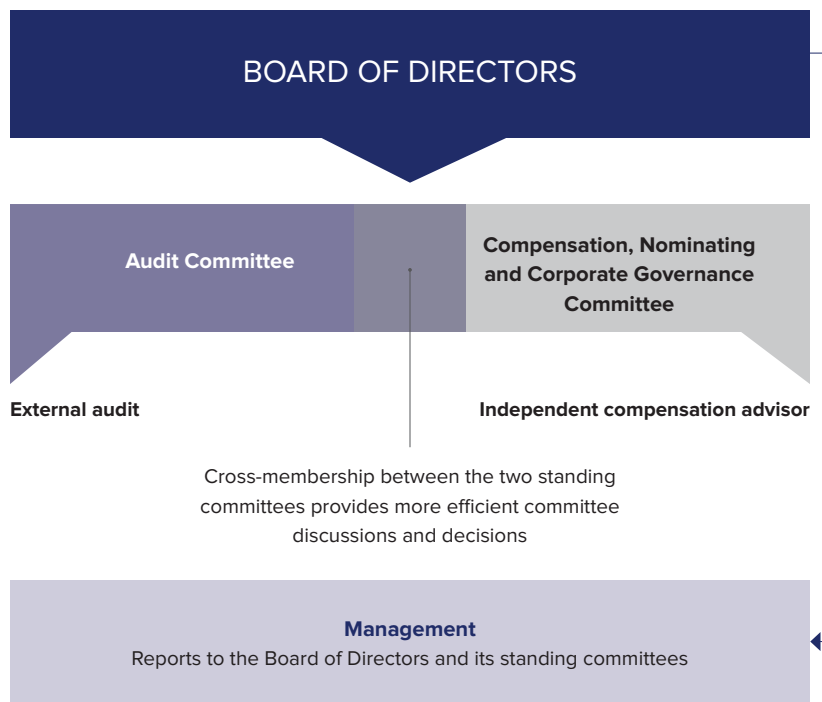 BOARD OF DIRECTORS
Audit Committee
Compensation, Nominating
and Corporate Governance
Committee
External audit
Independent compensation advisor
Cross-membership between the two standing
committees provides more efficient committee
discussions and decisions
Management
Reports to the Board of Directors and its standing committees